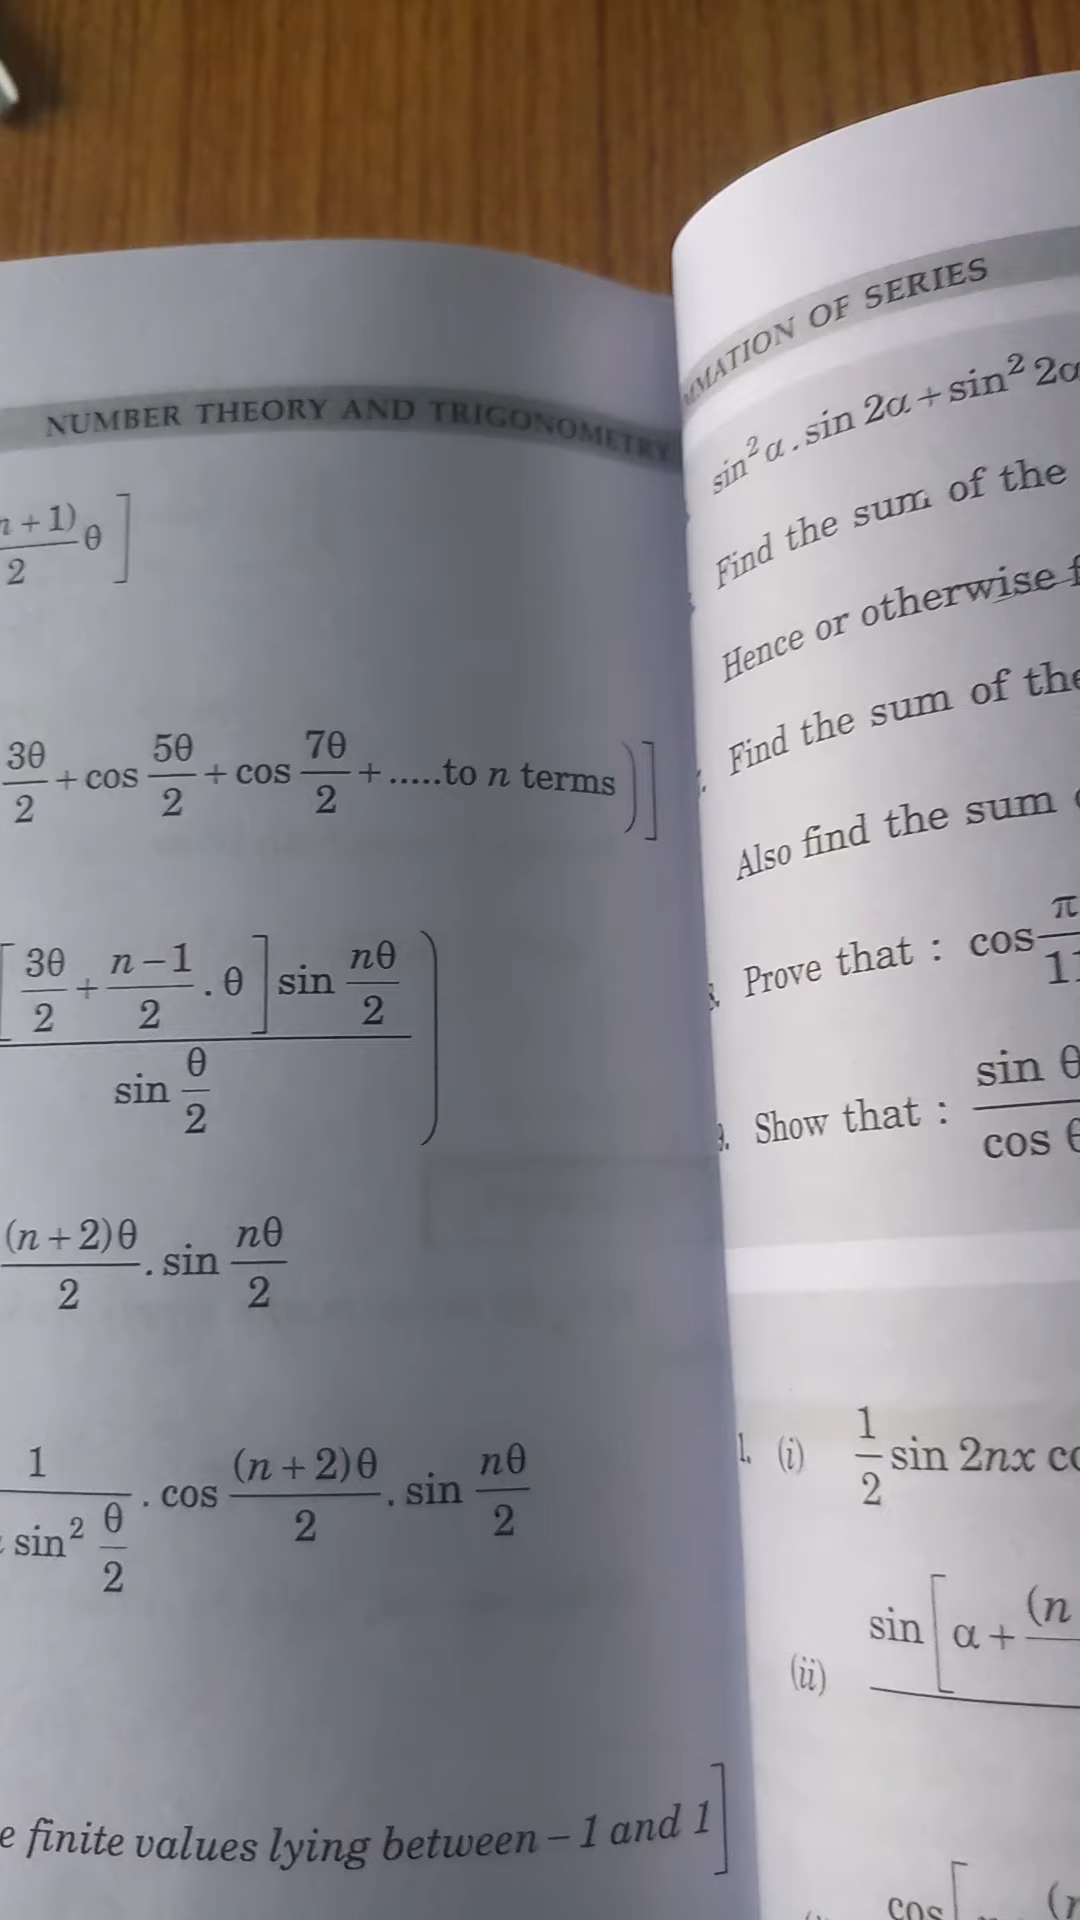 NUMBER THEORY AND TRIGONOMETRY
n + 1)/2 θ ]
3θ/2 + cos 5θ/2 + cos 7θ/2 + .....to n terms)]
[3θ/2 + n – 1/2 . θ] sin nθ/2)
sin θ/2
(n + 2)θ/2 . sin nθ/2
1/sin² θ/2 . cos (n + 2)θ/2 . sin nθ/2
e finite values lying between – 1 and 1]
MMATION OF SERIES
sin² α . sin 2α + sin² 2α
Find the sum of the
Hence or otherwise f
Find the sum of the
Also find the sum
Prove that : cos π/11
9. Show that : sin θ/cos θ
1. (i) 1/2 sin 2nx co
(ii) sin [α + (n
cos [